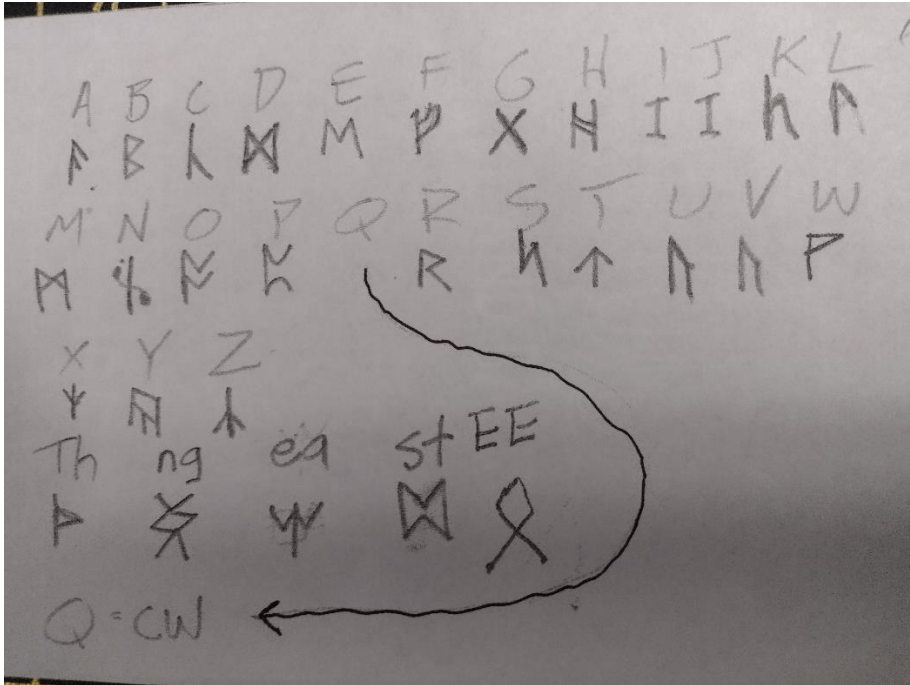 A B C D E F G H I J K L
ᚩ ᛒ ᚳ ᛞ ᛖ ᚠ ᚷ ᚻ ᛁ ᛁ ᛋ ᛚ
M N O P Q R S T U V W
ᛗ ᚾ ᛟ ᛈ ᚱ ᛋ ᛏ ᚢ ᚢ ᚹ
X Y Z
ᛉ ᚣ ᛣ
Th ng ea st EE
ᚦ ᛝ ᛠ ᛥ ᛟ
Q = CW